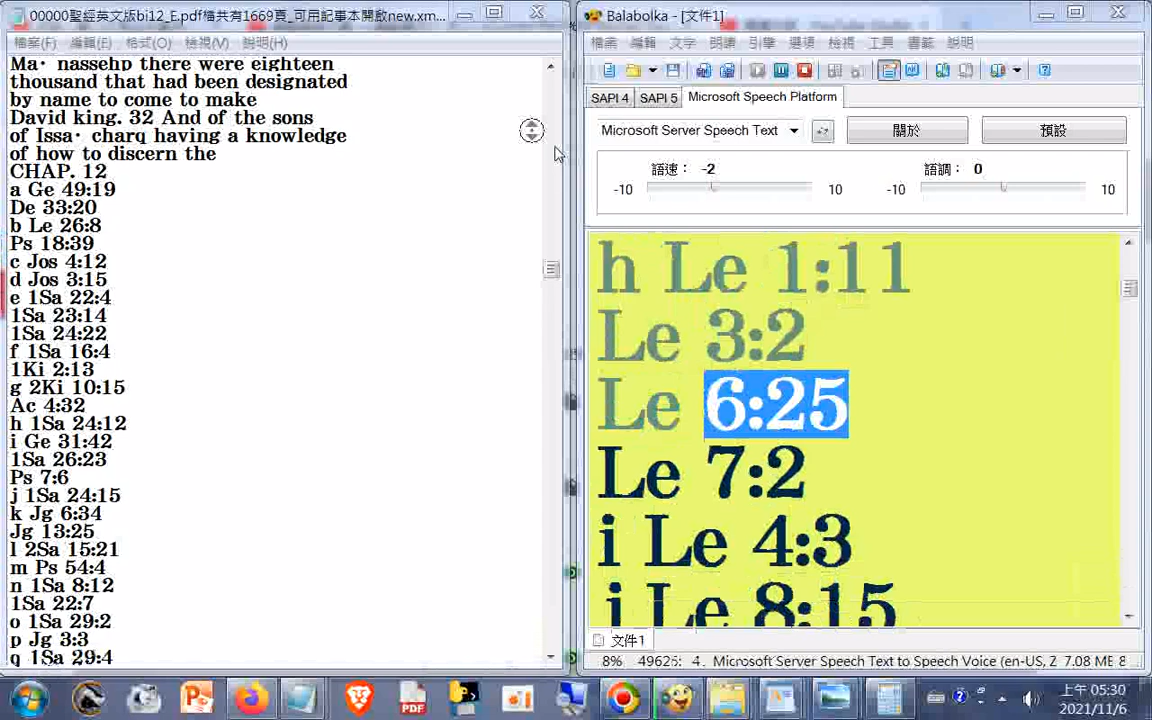 00000聖經英文版bi12_E.pdf檔共有1669頁_可用記事本開啟new.xm...
檔案(F) 編輯(E) 格式(O) 檢視(V) 說明(H)
Ma· nassehp there were eighteen
thousand that had been designated
by name to come to make
David king. 32 And of the sons
of Issa· charq having a knowledge
of how to discern the
CHAP. 12
a Ge 49:19
De 33:20
b Le 26:8
Ps 18:39
c Jos 4:12
d Jos 3:15
e 1Sa 22:4
1Sa 23:14
1Sa 24:22
f 1Sa 16:4
1Ki 2:13
g 2Ki 10:15
Ac 4:32
h 1Sa 24:12
i Ge 31:42
1Sa 26:23
Ps 7:6
j 1Sa 24:15
k Jg 6:34
Jg 13:25
l 2Sa 15:21
m Ps 54:4
n 1Sa 8:12
1Sa 22:7
o 1Sa 29:2
p Jg 3:3
q 1Sa 29:4
Balabolka - [文件1]
檔案 編輯 文字 朗讀 引擎 選項 檢視 工具 書籤 說明
SAPI 4 SAPI 5 Microsoft Speech Platform
Microsoft Server Speech Text 關於 預設
語速： -2 語調： 0
-10 10 -10 10
h Le 1:11
Le 3:2
Le 6:25
Le 7:2
i Le 4:3
j Le 8:15
文件1
8% 49625: 4. Microsoft Server Speech Text to Speech Voice (en-US, 2 7.08 MB 8
PDF
上午 05:30
2021/11/6